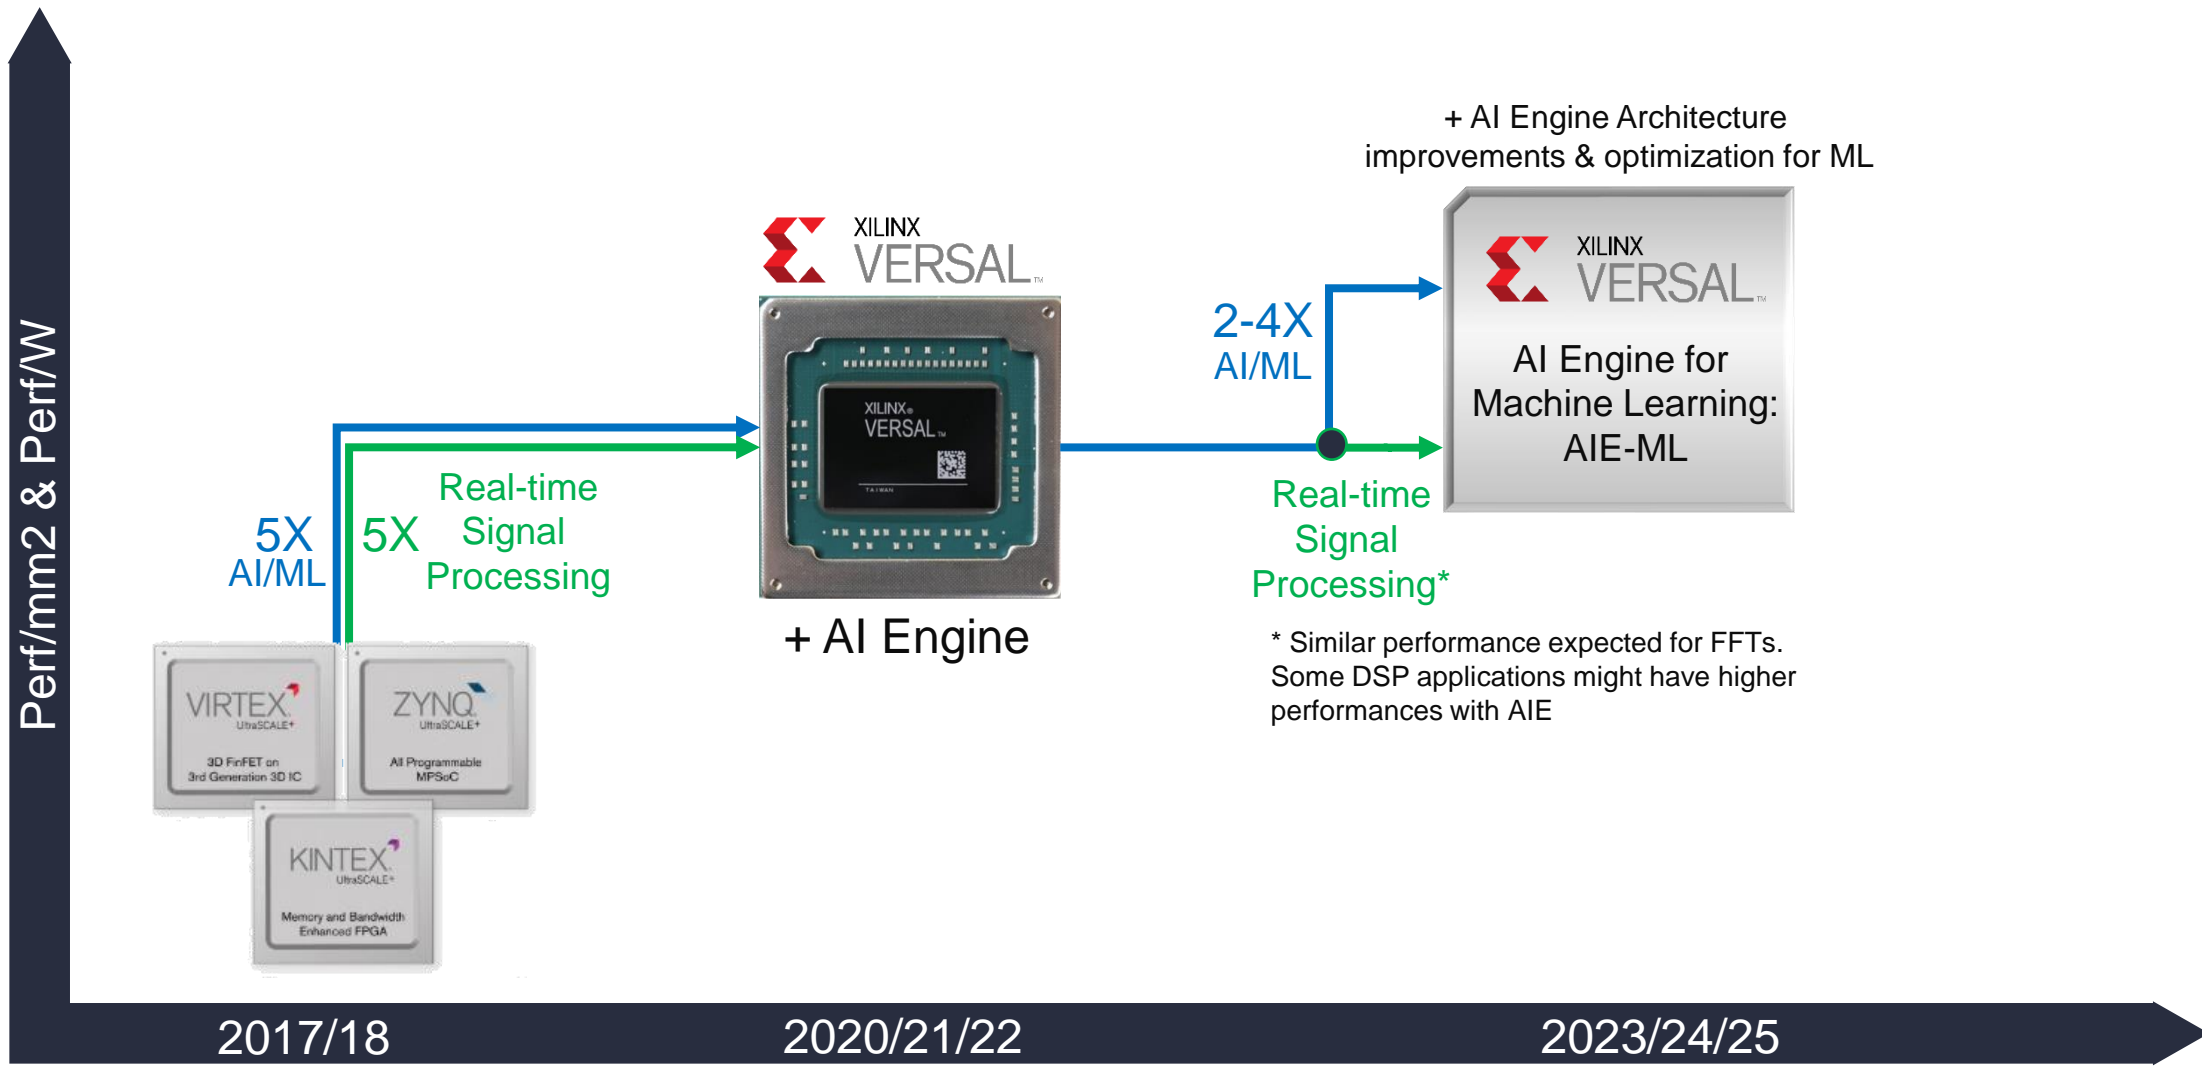 Perf/mm2 & Perf/W
+ AI Engine Architecture
improvements & optimization for ML
XILINX
VERSAL™
AI Engine for
Machine Learning:
AIE-ML
XILINX
VERSAL™
XILINX®
VERSAL™
TAIWAN
+ AI Engine
2-4X
AI/ML
Real-time
Signal
Processing*
* Similar performance expected for FFTs.
Some DSP applications might have higher
performances with AIE
5X
AI/ML
5X
Real-time
Signal
Processing
VIRTEX
UltraSCALE+
3D FinFET on
3rd Generation 3D IC
ZYNQ
UltraSCALE+
All Programmable
MPSoC
KINTEX
UltraSCALE+
Memory and Bandwidth
Enhanced FPGA
2017/18
2020/21/22
2023/24/25